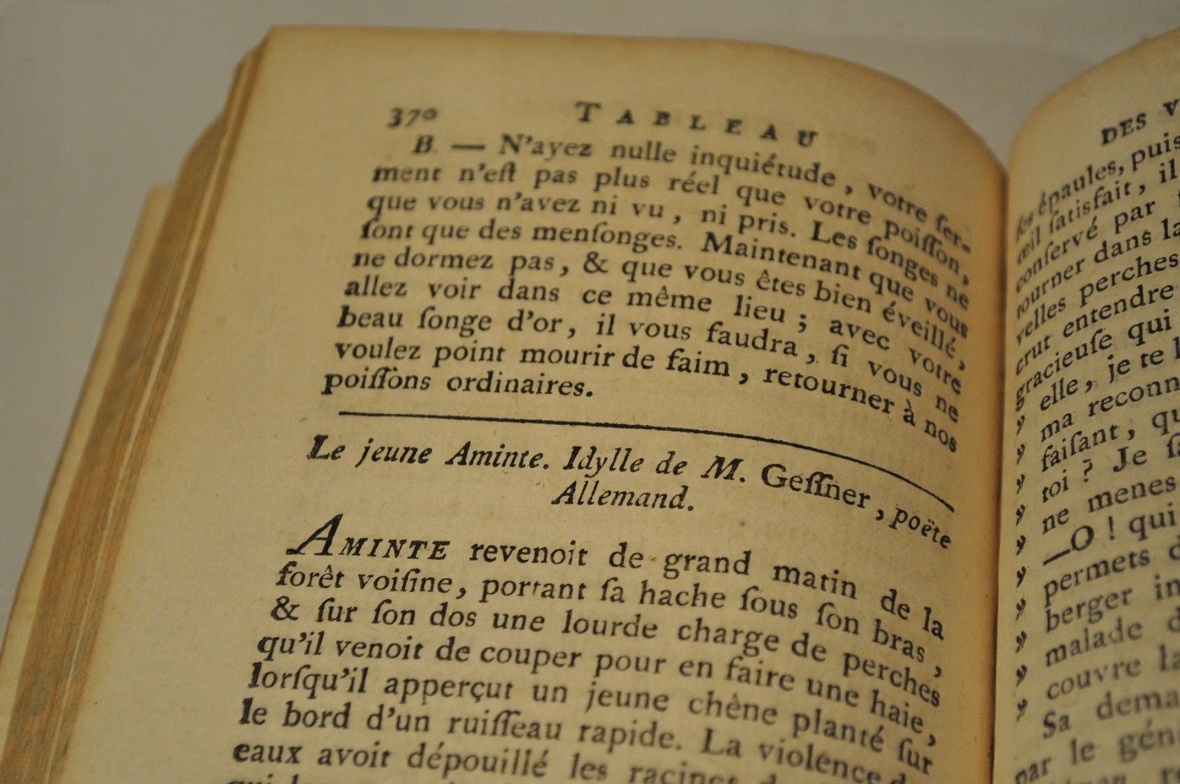 370 TABLEAU
B. — N'ayez nulle inquiétude, votre ſer-
ment n'eſt pas plus réel que votre poiſſon,
que vous n'avez ni vu, ni pris. Les ſonges ne
ſont que des menſonges. Maintenant que vous
ne dormez pas, & que vous êtes bien éveillé,
allez voir dans ce même lieu ; avec votre
beau ſonge d'or, il vous faudra, ſi vous ne
voulez point mourir de faim, retourner à nos
poiſſons ordinaires.
Le jeune Aminte. Idylle de M. Geſſner, poëte
Allemand.
AMINTE revenoit de grand matin de la
forêt voiſine, portant ſa hache ſous ſon bras,
& ſur ſon dos une lourde charge de perches
qu'il venoit de couper pour en faire une haie,
lorſqu'il apperçut un jeune chêne planté ſur
le bord d'un ruiſſeau rapide. La violence
eaux avoit dépouillé les racines
DES V
épaules, puis
œil ſatisfait, il
conſervé par
tourner dans la
velles perches
crut entendre
gracieuſe qui
„ elle, je te
„ ma reconn
„ faiſant, qu
„ toi ? Je
„ ne menes
„ —O ! qui
„ permets
„ berger in
„ malade
„ couvre la
Sa dema
par le gén